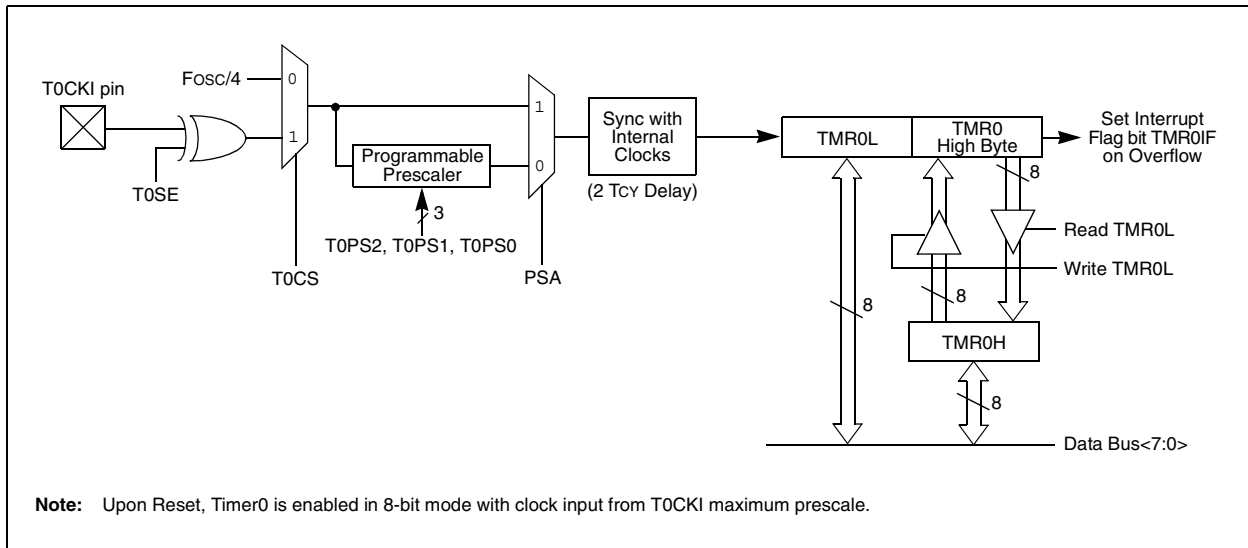 T0CKI pin
FOSC/4
0
1
T0SE
T0CS
Programmable
Prescaler
3
T0PS2, T0PS1, T0PS0
1
0
PSA
Sync with
Internal
Clocks
(2 TCY Delay)
TMR0L
TMR0
High Byte
Set Interrupt
Flag bit TMR0IF
on Overflow
8
Read TMR0L
Write TMR0L
8
8
TMR0H
8
Data Bus<7:0>
Note: Upon Reset, Timer0 is enabled in 8-bit mode with clock input from T0CKI maximum prescale.